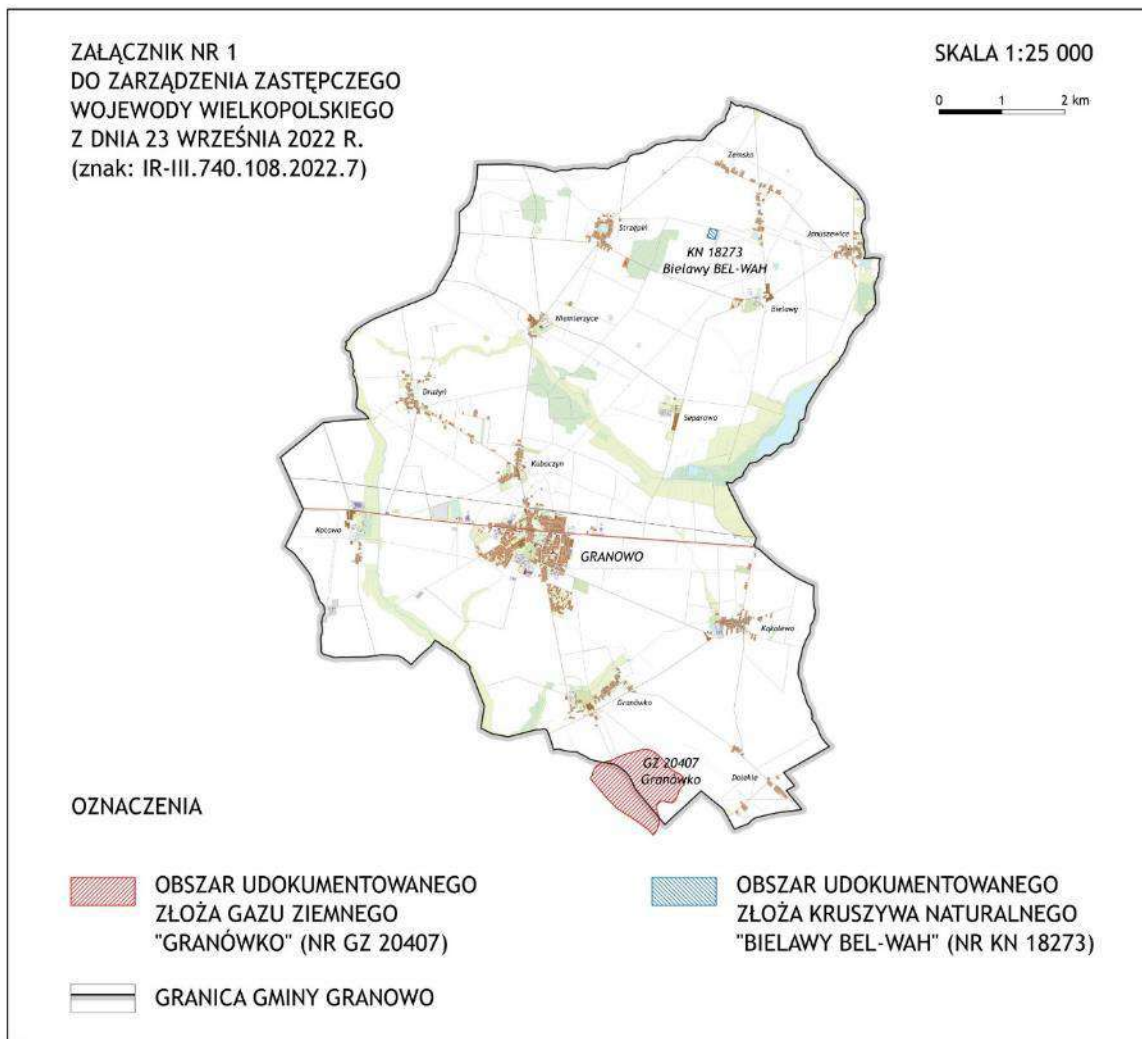 ZAŁĄCZNIK NR 1
DO ZARZĄDZENIA ZASTĘPCZEGO
WOJEWODY WIELKOPOLSKIEGO
Z DNIA 23 WRZEŚNIA 2022 R.
(znak: IR-III.740.108.2022.7)
SKALA 1:25 000
0 1 2 km
Zemsko
Strzępiń
Januszewice
KN 18273
Bielawy BEL-WAH
Bielawy
Niemierzyce
Drużyń
Separowo
Kubaczyn
Kotowo
GRANOWO
Kąkolewo
Granówko
GZ 20407
Granówko
Dalekie
OZNACZENIA
OBSZAR UDOKUMENTOWANEGO
ZŁOŻA GAZU ZIEMNEGO
"GRANÓWKO" (NR GZ 20407)
OBSZAR UDOKUMENTOWANEGO
ZŁOŻA KRUSZYWA NATURALNEGO
"BIELAWY BEL-WAH" (NR KN 18273)
GRANICA GMINY GRANOWO